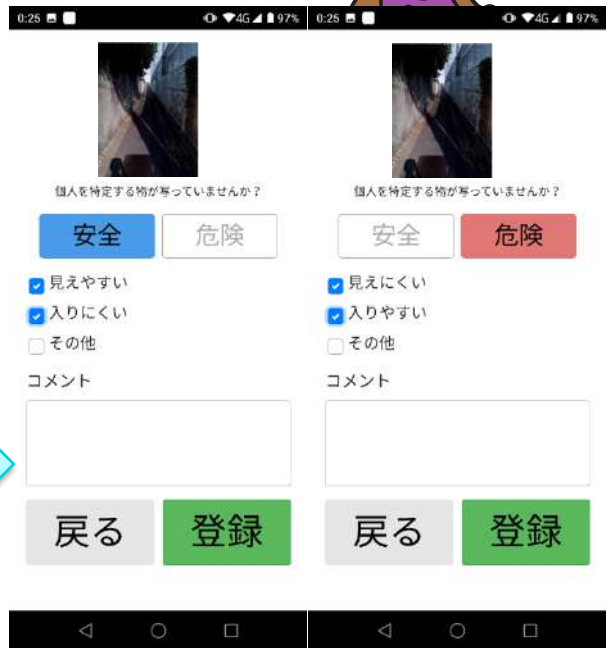 0:25 4G 97%
個人を特定する物が写っていませんか？
安全 危険
見えやすい
入りにくい
その他
コメント
戻る 登録
0:25 4G 97%
個人を特定する物が写っていませんか？
安全 危険
見えにくい
入りやすい
その他
コメント
戻る 登録